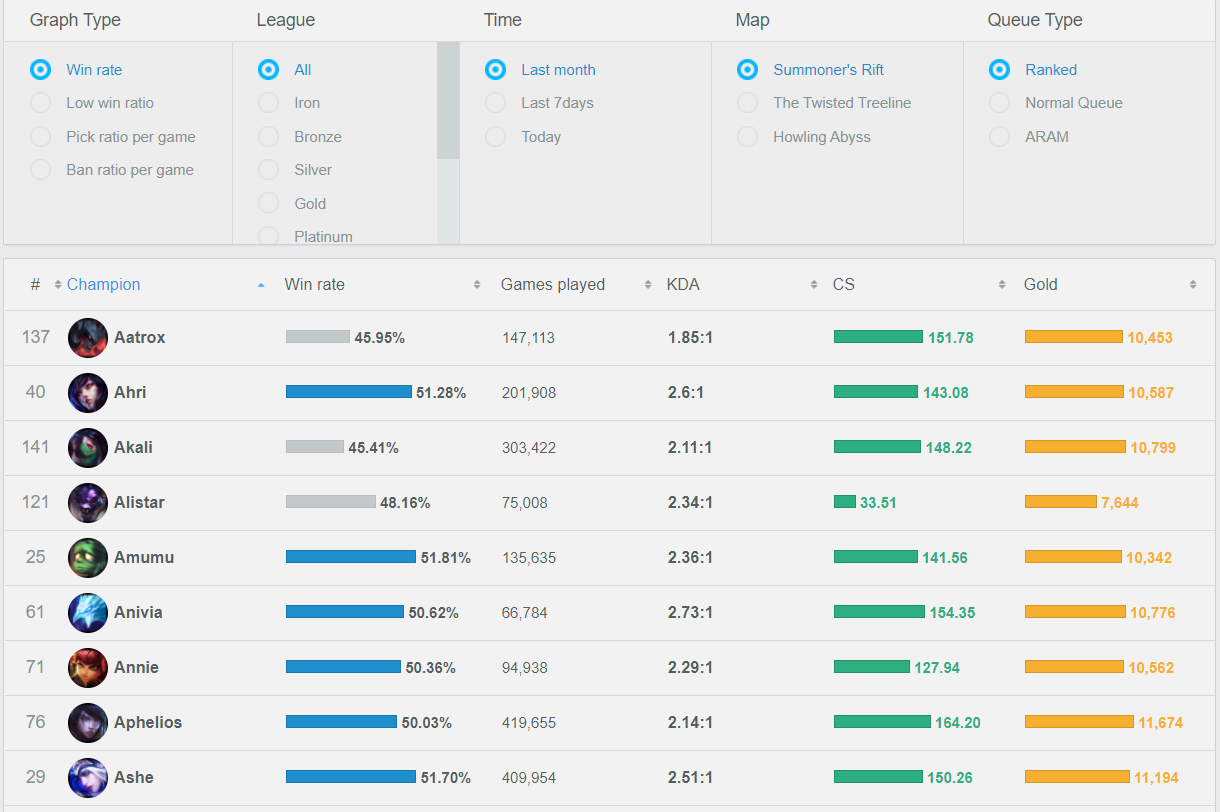 Graph Type League Time Map Queue Type
Win rate All Last month Summoner's Rift Ranked
Low win ratio Iron Last 7days The Twisted Treeline Normal Queue
Pick ratio per game Bronze Today Howling Abyss ARAM
Ban ratio per game Silver
Gold
Platinum
# Champion Win rate Games played KDA CS Gold
137 Aatrox 45.95% 147,113 1.85:1 151.78 10,453
40 Ahri 51.28% 201,908 2.6:1 143.08 10,587
141 Akali 45.41% 303,422 2.11:1 148.22 10,799
121 Alistar 48.16% 75,008 2.34:1 33.51 7,644
25 Amumu 51.81% 135,635 2.36:1 141.56 10,342
61 Anivia 50.62% 66,784 2.73:1 154.35 10,776
71 Annie 50.36% 94,938 2.29:1 127.94 10,562
76 Aphelios 50.03% 419,655 2.14:1 164.20 11,674
29 Ashe 51.70% 409,954 2.51:1 150.26 11,194